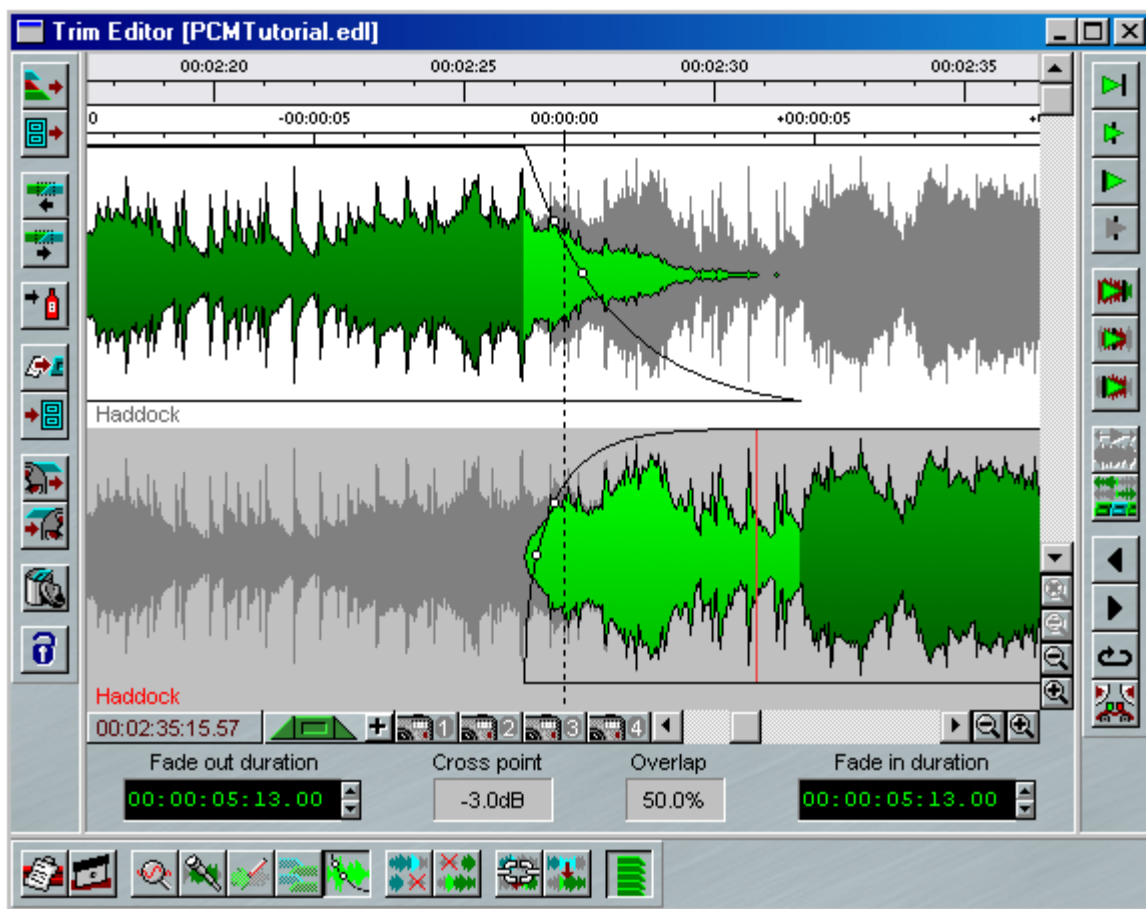 Trim Editor [PCMTutorial.edl]
00:02:20 00:02:25 00:02:30 00:02:35
0 -00:00:05 00:00:00 +00:00:05
Haddock
Haddock
00:02:35:15.57 1 2 3 4
Fade out duration Cross point Overlap Fade in duration
00:00:05:13.00 -3.0dB 50.0% 00:00:05:13.00